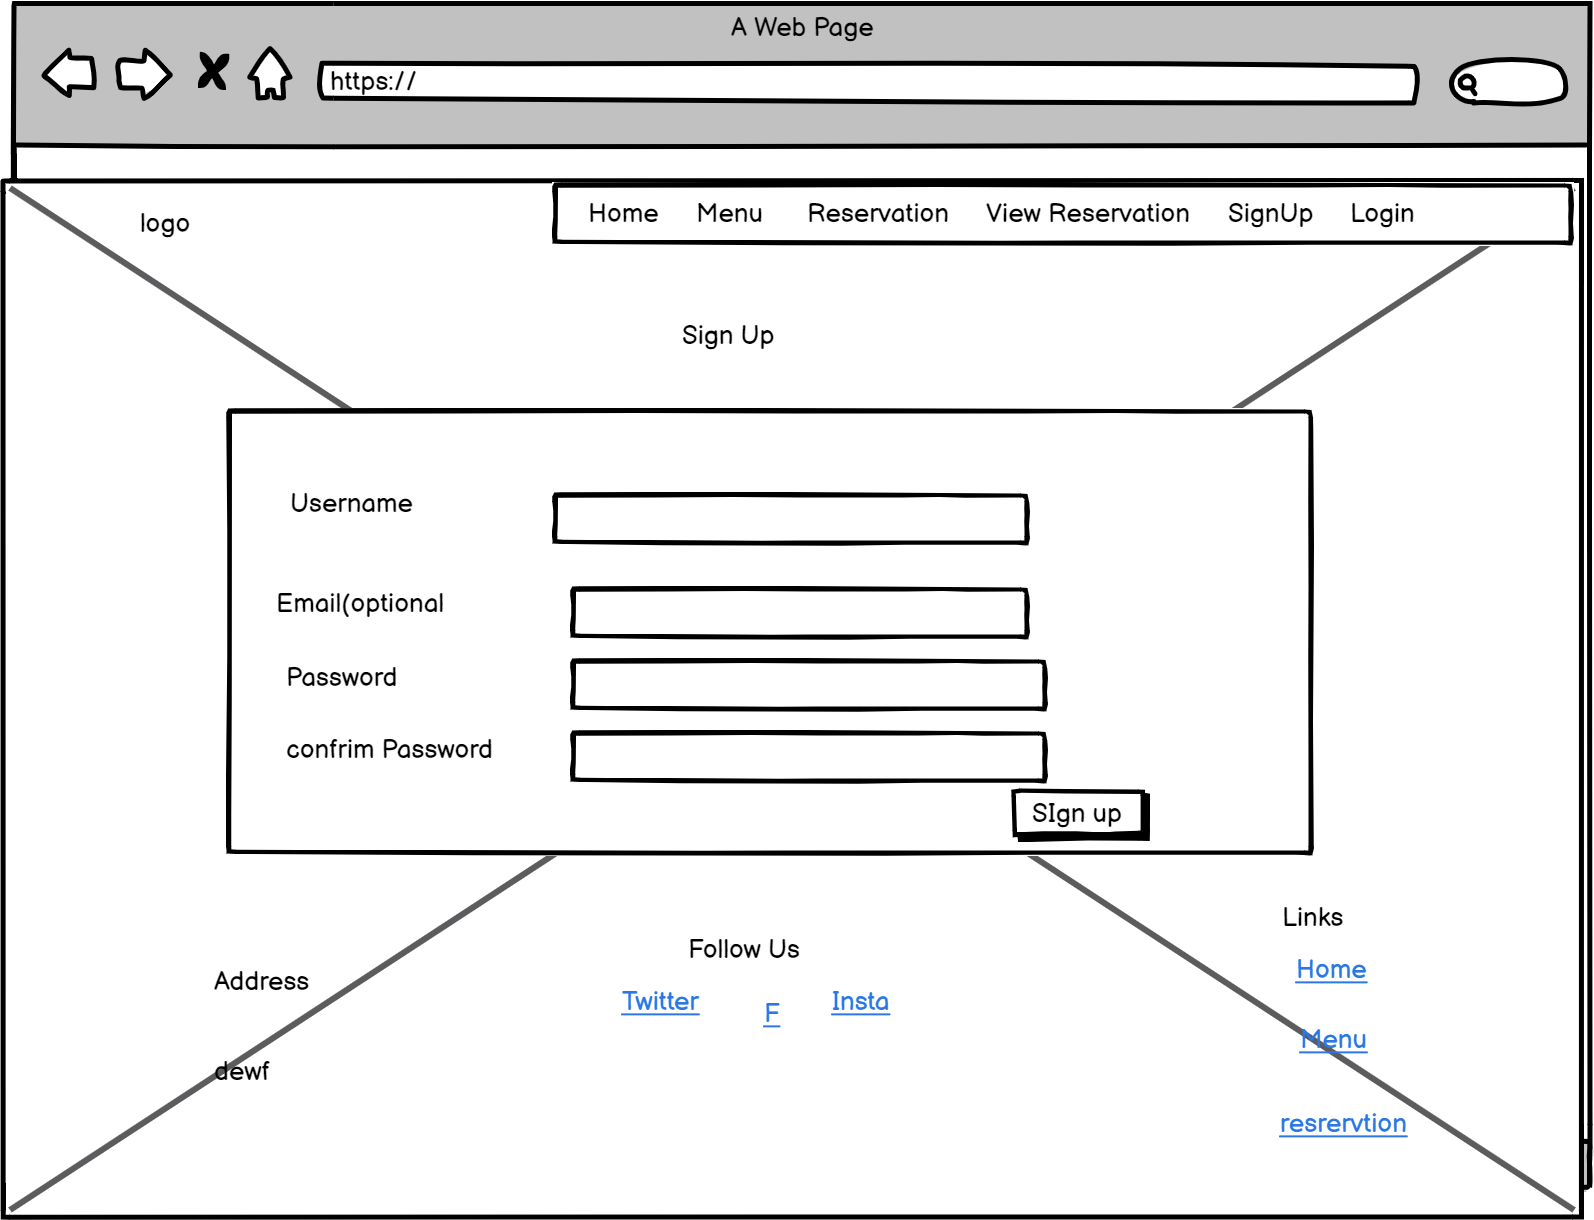 A Web Page
https://
logo
Home Menu Reservation View Reservation SignUp Login
Sign Up
Username
Email(optional
Password
confrim Password
SIgn up
Links
Follow Us
Home
Address
Twitter F Insta
Menu
dewf
resrervtion